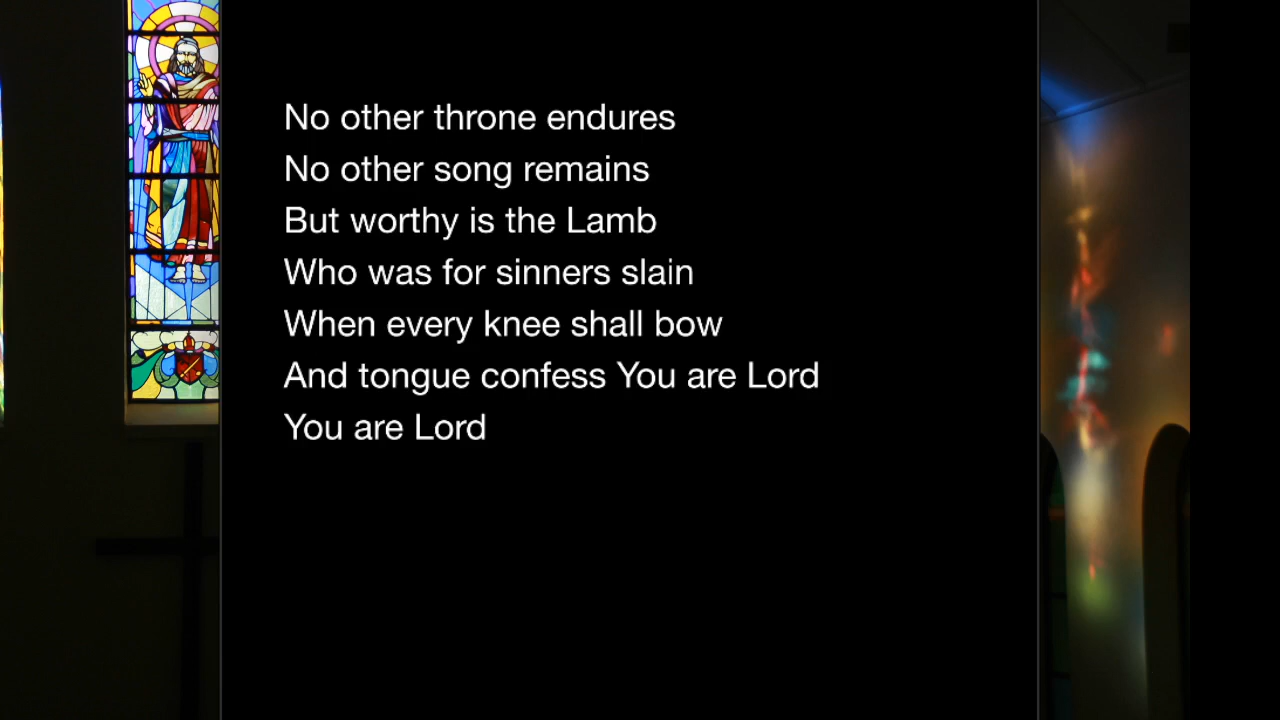 No other throne endures
No other song remains
But worthy is the Lamb
Who was for sinners slain
When every knee shall bow
And tongue confess You are Lord
You are Lord